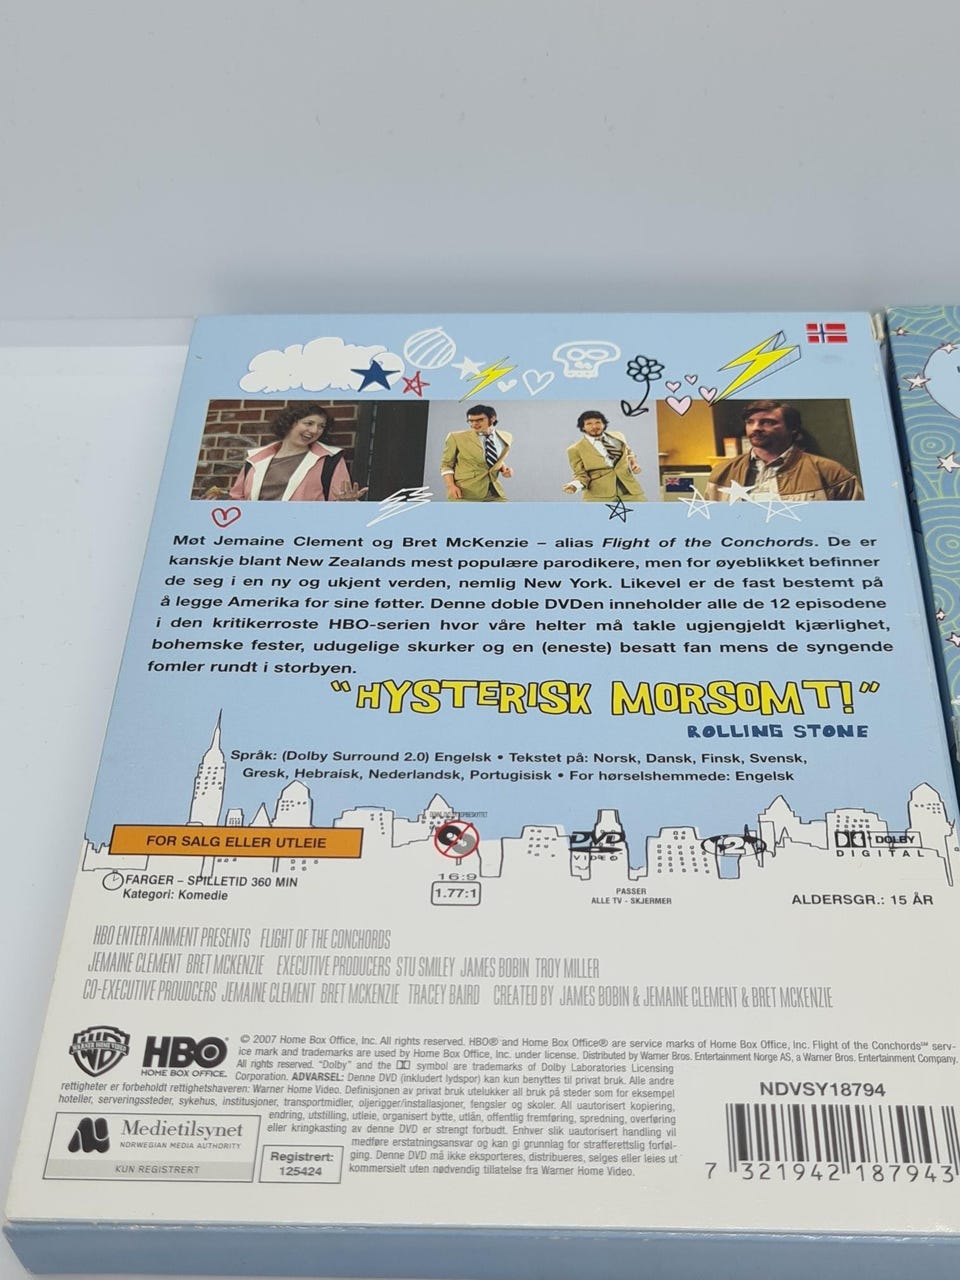 Møt Jemaine Clement og Bret McKenzie – alias Flight of the Conchords. De er
kanskje blant New Zealands mest populære parodikere, men for øyeblikket befinner
de seg i en ny og ukjent verden, nemlig New York. Likevel er de fast bestemt på
å legge Amerika for sine føtter. Denne doble DVDen inneholder alle de 12 episodene
i den kritikerroste HBO-serien hvor våre helter må takle ugjengjeldt kjærlighet,
bohemske fester, udugelige skurker og en (eneste) besatt fan mens de syngende
fomler rundt i storbyen.
"HYSTERISK MORSOMT!"
ROLLING STONE
Språk: (Dolby Surround 2.0) Engelsk • Tekstet på: Norsk, Dansk, Finsk, Svensk,
Gresk, Hebraisk, Nederlandsk, Portugisisk • For hørselshemmede: Engelsk
FOR SALG ELLER UTLEIE
DVD
VIDEO
2
DOLBY
DIGITAL
FARGER – SPILLETID 360 MIN
Kategori: Komedie
16:9
1.77:1
PASSER
ALLE TV - SKJERMER
ALDERSGR.: 15 ÅR
HBO ENTERTAINMENT PRESENTS FLIGHT OF THE CONCHORDS
JEMAINE CLEMENT BRET MCKENZIE EXECUTIVE PRODUCERS STU SMILEY JAMES BOBIN TROY MILLER
CO-EXECUTIVE PROUDCERS JEMAINE CLEMENT BRET MCKENZIE TRACEY BAIRD CREATED BY JAMES BOBIN & JEMAINE CLEMENT & BRET MCKENZIE
WARNER HOME VIDEO
HBO
HOME BOX OFFICE.
© 2007 Home Box Office, Inc. All rights reserved. HBO® and Home Box Office® are service marks of Home Box Office, Inc. Flight of the Conchords℠ serv-
ice mark and trademarks are used by Home Box Office, Inc. under license. Distributed by Warner Bros. Entertainment Norge AS, a Warner Bros. Entertainment Company.
All rights reserved. "Dolby" and the symbol are trademarks of Dolby Laboratories Licensing
Corporation. ADVARSEL: Denne DVD (inkludert lydspor) kan kun benyttes til privat bruk. Alle andre
rettigheter er forbeholdt rettighetshaveren: Warner Home Video. Definisjonen av privat bruk utelukker all bruk på steder som for eksempel
hoteller, serveringssteder, sykehus, institusjoner, transportmidler, oljerigger/installasjoner, fengsler og skoler. All uautorisert kopiering,
endring, utstilling, utleie, organisert bytte, utlån, offentlig fremføring, spredning, overføring
eller kringkasting av denne DVD er strengt forbudt. Enhver slik uautorisert handling vil
medføre erstatningsansvar og kan gi grunnlag for strafferettslig forføl-
ging. Denne DVD må ikke eksporteres, distribueres, selges eller leies ut
kommersielt uten nødvendig tillatelse fra Warner Home Video.
Medietilsynet
NORWEGIAN MEDIA AUTHORITY
KUN REGISTRERT
Registrert:
125424
NDVSY18794
7 321942 187943